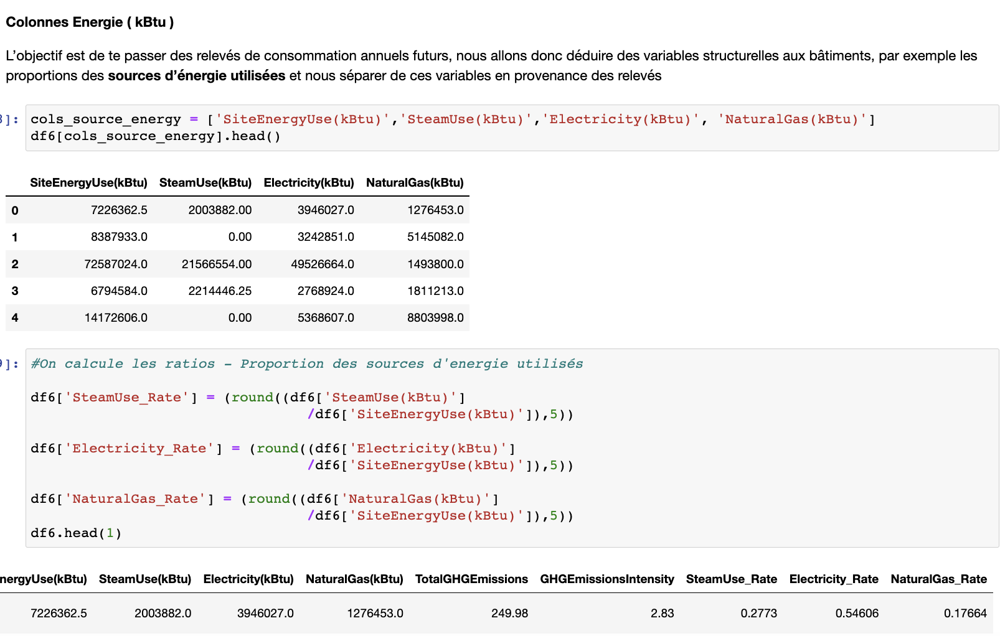 Colonnes Energie ( kBtu )
L’objectif est de te passer des relevés de consommation annuels futurs, nous allons donc déduire des variables structurelles aux bâtiments, par exemple les
proportions des sources d’énergie utilisées et nous séparer de ces variables en provenance des relevés
]: cols_source_energy = ['SiteEnergyUse(kBtu)','SteamUse(kBtu)','Electricity(kBtu)', 'NaturalGas(kBtu)']
df6[cols_source_energy].head()
SiteEnergyUse(kBtu) SteamUse(kBtu) Electricity(kBtu) NaturalGas(kBtu)
0 7226362.5 2003882.00 3946027.0 1276453.0
1 8387933.0 0.00 3242851.0 5145082.0
2 72587024.0 21566554.00 49526664.0 1493800.0
3 6794584.0 2214446.25 2768924.0 1811213.0
4 14172606.0 0.00 5368607.0 8803998.0
]: #On calcule les ratios - Proportion des sources d'energie utilisés
df6['SteamUse_Rate'] = (round((df6['SteamUse(kBtu)']
/df6['SiteEnergyUse(kBtu)']),5))
df6['Electricity_Rate'] = (round((df6['Electricity(kBtu)']
/df6['SiteEnergyUse(kBtu)']),5))
df6['NaturalGas_Rate'] = (round((df6['NaturalGas(kBtu)']
/df6['SiteEnergyUse(kBtu)']),5))
df6.head(1)
nergyUse(kBtu) SteamUse(kBtu) Electricity(kBtu) NaturalGas(kBtu) TotalGHGEmissions GHGEmissionsIntensity SteamUse_Rate Electricity_Rate NaturalGas_Rate
7226362.5 2003882.0 3946027.0 1276453.0 249.98 2.83 0.2773 0.54606 0.17664